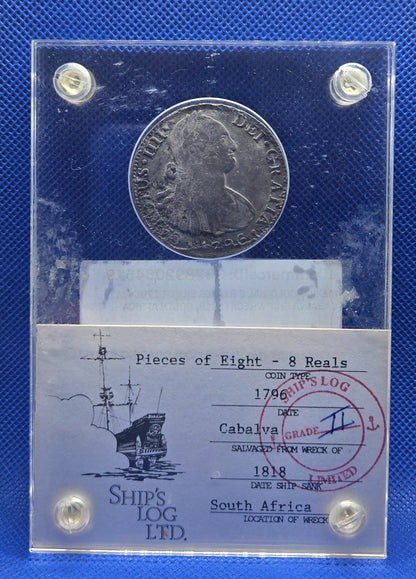 DEI·GRATIA
·1796·
Pieces of Eight - 8 Reals
COIN TYPE
1796
DATE
Cabalva
SALVAGED FROM WRECK OF
1818
DATE SHIP SANK
South Africa
LOCATION OF WRECK
SHIP'S LOG
GRADE II
LIMITED
SHIP'S
LOG
LTD.